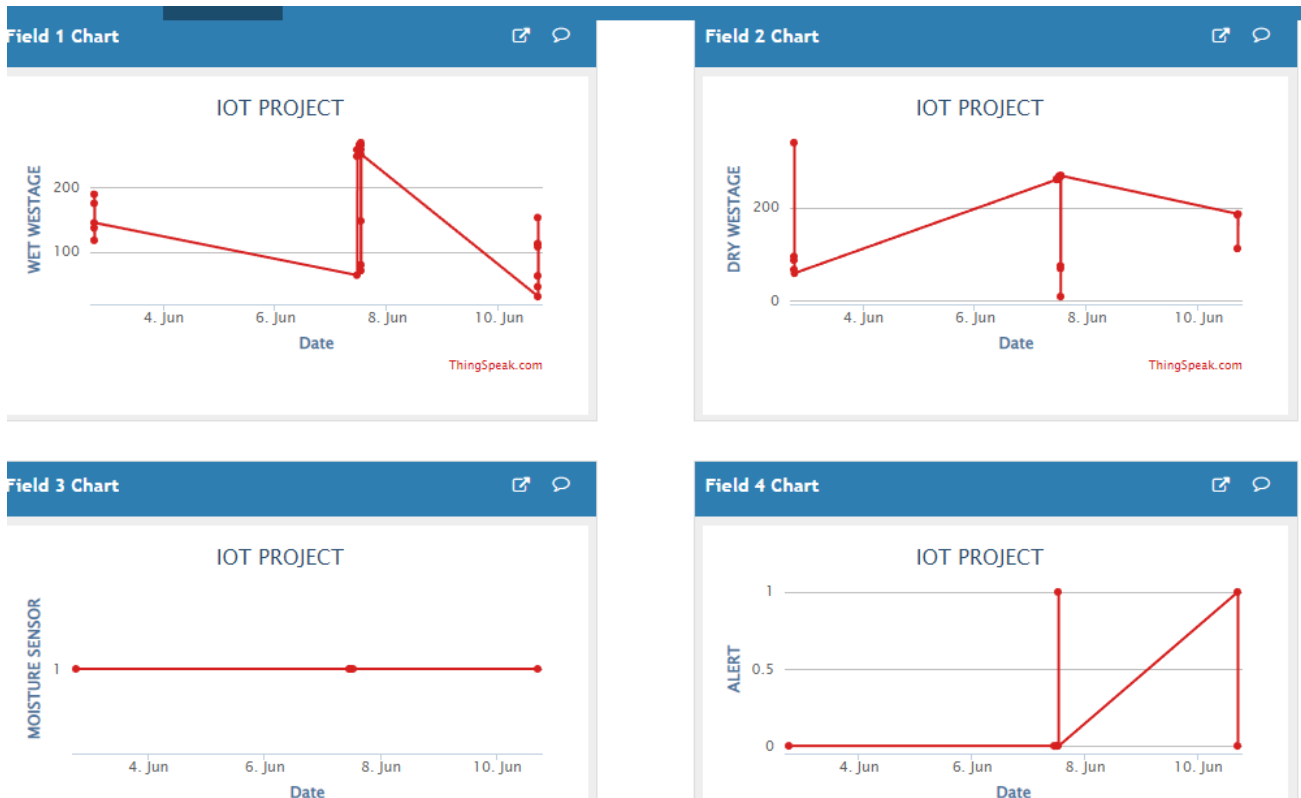 Field 1 Chart
IOT PROJECT
WET WESTAGE
200
100
4. Jun 6. Jun 8. Jun 10. Jun
Date
ThingSpeak.com
Field 2 Chart
IOT PROJECT
DRY WESTAGE
200
0
4. Jun 6. Jun 8. Jun 10. Jun
Date
ThingSpeak.com
Field 3 Chart
IOT PROJECT
MOISTURE SENSOR
1
4. Jun 6. Jun 8. Jun 10. Jun
Date
Field 4 Chart
IOT PROJECT
ALERT
1
0.5
0
4. Jun 6. Jun 8. Jun 10. Jun
Date